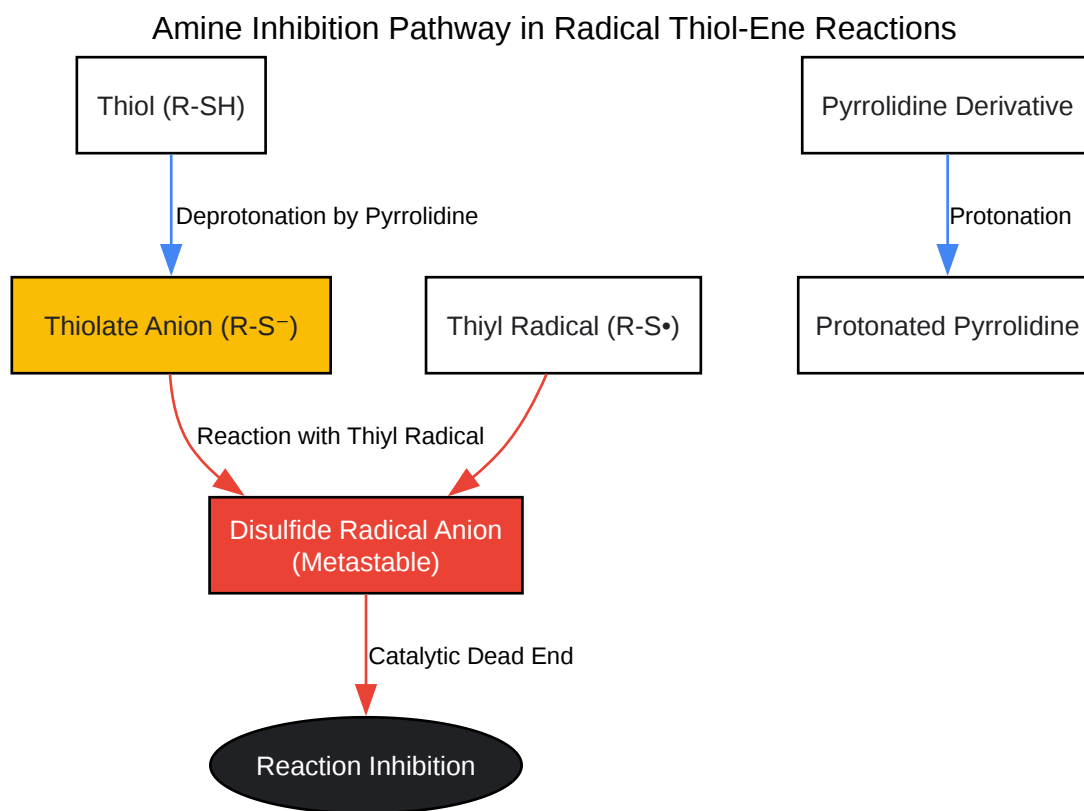 Amine Inhibition Pathway in Radical Thiol-Ene Reactions
Thiol (R-SH)
Pyrrolidine Derivative
Deprotonation by Pyrrolidine
Protonation
Thiolate Anion (R-S⁻)
Thiyl Radical (R-S•)
Protonated Pyrrolidine
Reaction with Thiyl Radical
Disulfide Radical Anion
(Metastable)
Catalytic Dead End
Reaction Inhibition